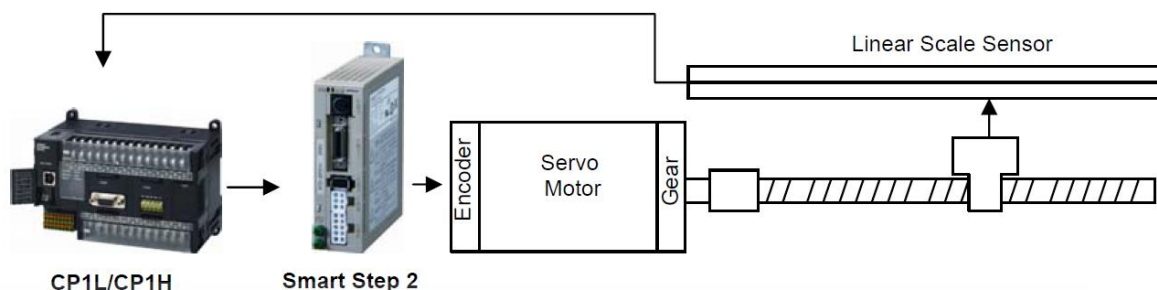 Linear Scale Sensor
Encoder
Servo
Motor
Gear
CP1L/CP1H
Smart Step 2